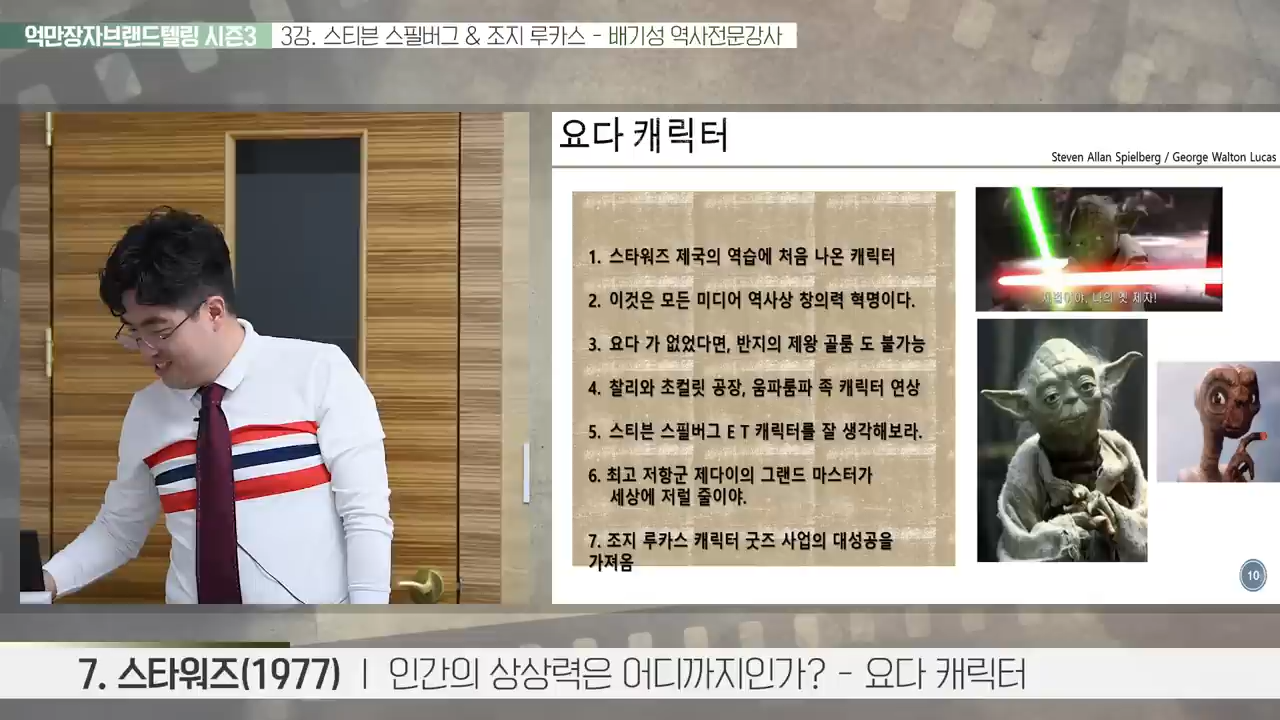 억만장자브랜드텔링 시즌3 3강. 스티븐 스필버그 & 조지 루카스 - 배기성 역사전문강사
요다 캐릭터
Steven Allan Spielberg / George Walton Lucas
1. 스타워즈 제국의 역습에 처음 나온 캐릭터
2. 이것은 모든 미디어 역사상 창의력 혁명이다.
3. 요다 가 없었다면, 반지의 제왕 골룸 도 불가능
4. 찰리와 초컬릿 공장, 움파룸파 족 캐릭터 연상
5. 스티븐 스필버그 E T 캐릭터를 잘 생각해보라.
6. 최고 저항군 제다이의 그랜드 마스터가
세상에 저럴 줄이야.
7. 조지 루카스 캐릭터 굿즈 사업의 대성공을
가져옴
나의 옛 제자!
10
7. 스타워즈(1977) | 인간의 상상력은 어디까지인가? - 요다 캐릭터